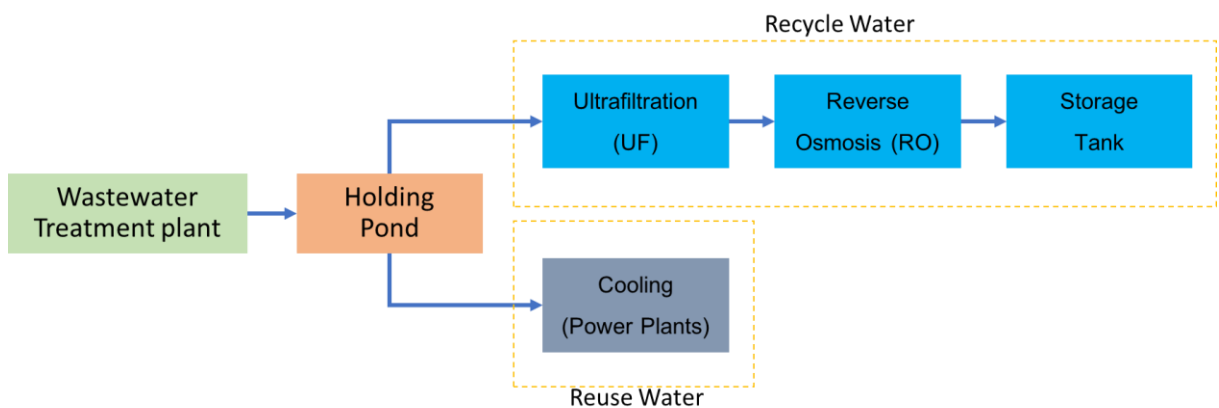 Recycle Water
Ultrafiltration
(UF)
Reverse
Osmosis (RO)
Storage
Tank
Wastewater
Treatment plant
Holding
Pond
Cooling
(Power Plants)
Reuse Water